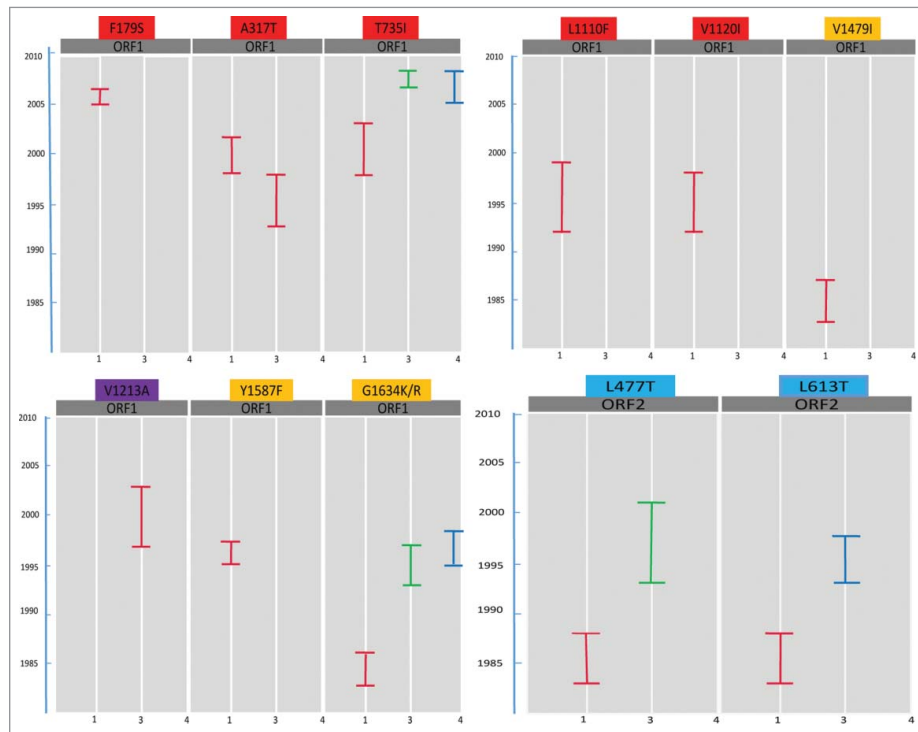 F179S A317T T735I
ORF1 ORF1 ORF1
2010
2005
2000
1995
1990
1985
1 3 4 1 3 4 1 3 4
L1110F V1120I V1479I
ORF1 ORF1 ORF1
2010
2005
2000
1995
1990
1985
1 3 4 1 3 4 1 3 4
V1213A Y1587F G1634K/R
ORF1 ORF1 ORF1
2010
2005
2000
1995
1990
1985
1 3 4 1 3 4 1 3 4
L477T L613T
ORF2 ORF2
2010
2005
2000
1995
1990
1985
1 3 4 1 3 4